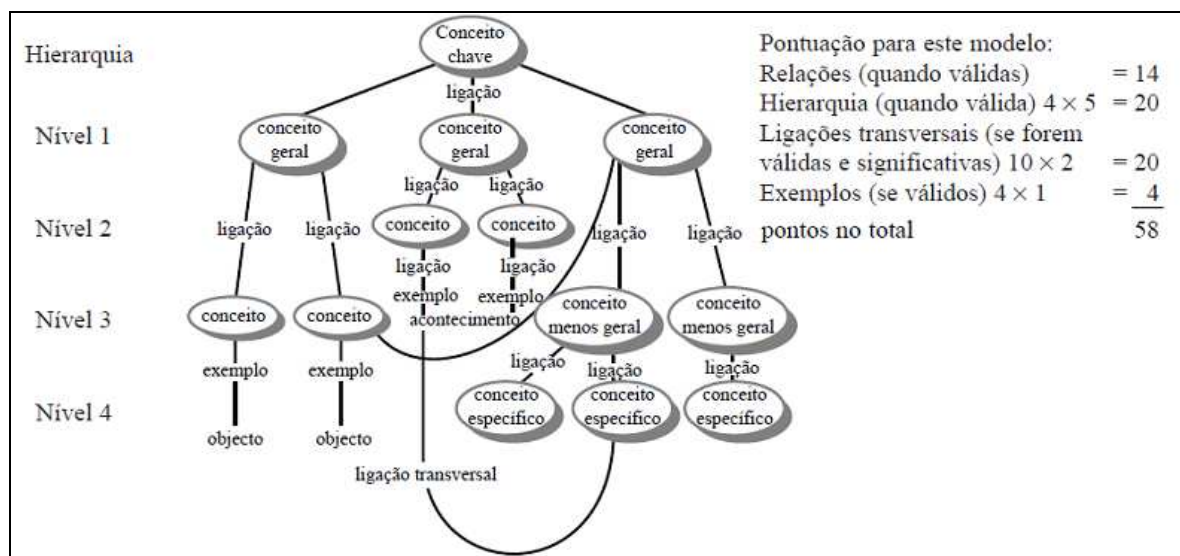 Hierarquia
Conceito
chave
ligação
Nível 1
conceito
geral
conceito
geral
conceito
geral
ligação
ligação
Nível 2
ligação
ligação
conceito
conceito
ligação
ligação
ligação
ligação
exemplo
exemplo
acontecimento
Nível 3
conceito
conceito
conceito
menos geral
conceito
menos geral
exemplo
exemplo
ligação
ligação
ligação
Nível 4
conceito
específico
conceito
específico
conceito
específico
objecto
objecto
ligação transversal
Pontuação para este modelo:
Relações (quando válidas) = 14
Hierarquia (quando válida) 4 × 5 = 20
Ligações transversais (se forem
válidas e significativas) 10 × 2 = 20
Exemplos (se válidos) 4 × 1 = 4
pontos no total 58